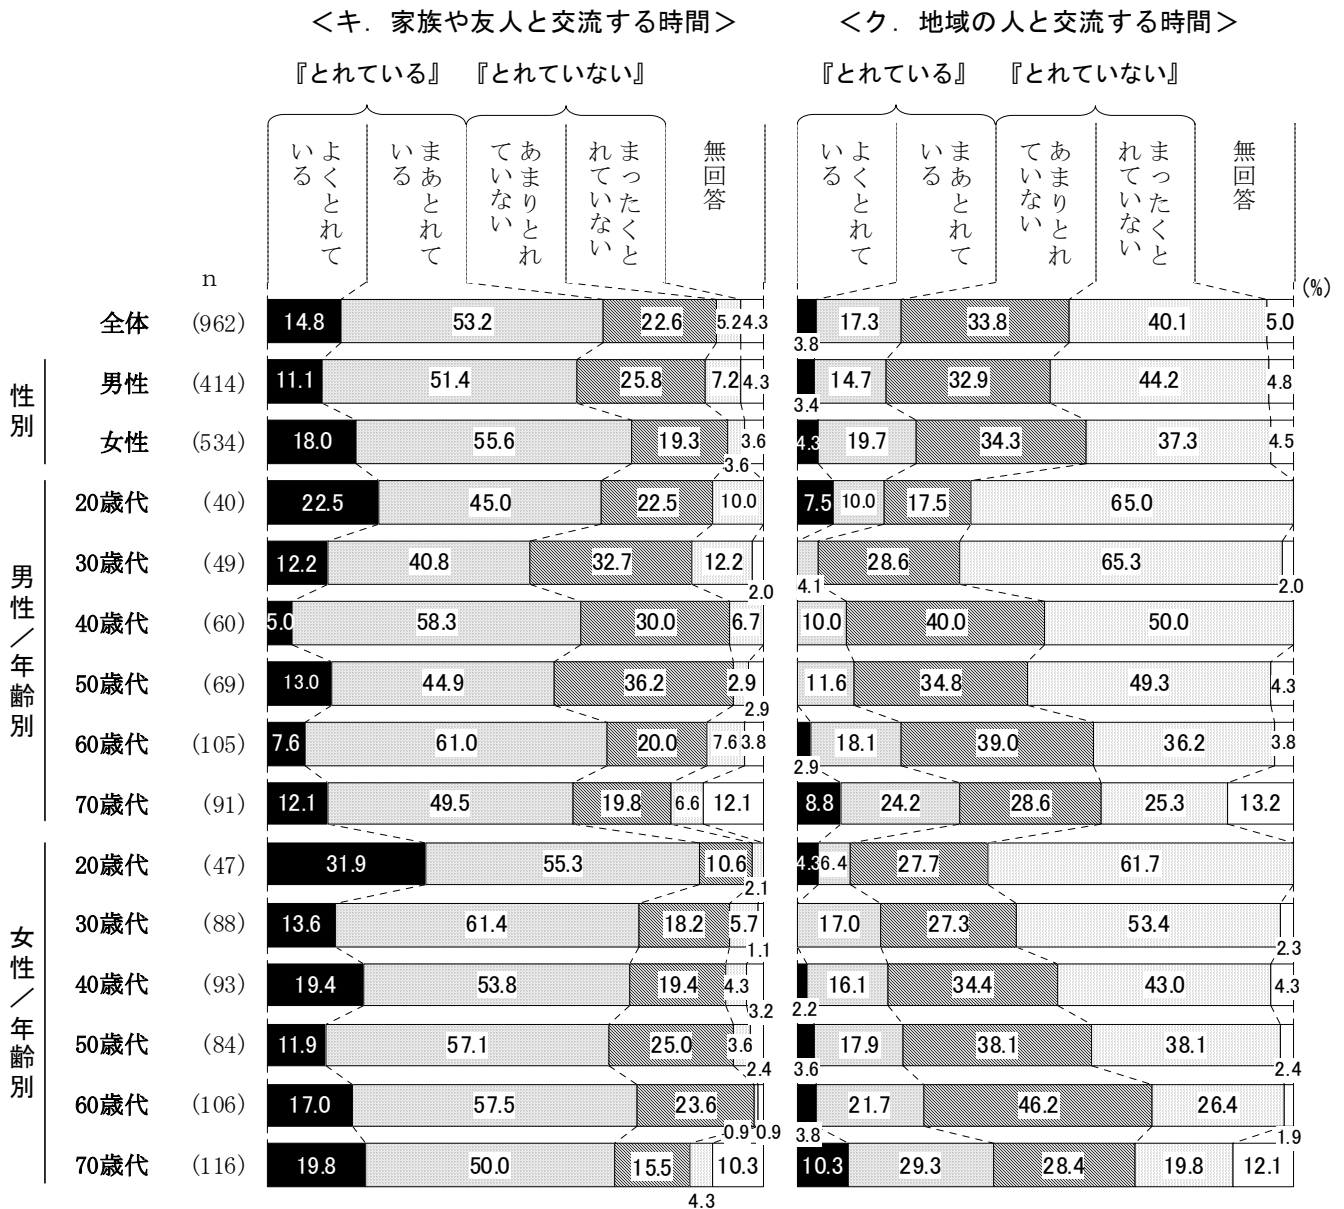 ＜キ．家族や友人と交流する時間＞ ＜ク．地域の人と交流する時間＞
『とれている』 『とれていない』 『とれている』 『とれていない』
よくとれている まあとれている あまりとれていない まったくとれていない 無回答 よくとれている まあとれている あまりとれていない まったくとれていない 無回答
n (%)
全体 (962) 14.8 53.2 22.6 5.2 4.3 3.8 17.3 33.8 40.1 5.0
性別
男性 (414) 11.1 51.4 25.8 7.2 4.3 3.4 14.7 32.9 44.2 4.8
女性 (534) 18.0 55.6 19.3 3.6 3.6 4.3 19.7 34.3 37.3 4.5
男性／年齢別
20歳代 (40) 22.5 45.0 22.5 10.0 7.5 10.0 17.5 65.0
30歳代 (49) 12.2 40.8 32.7 12.2 2.0 4.1 28.6 65.3 2.0
40歳代 (60) 5.0 58.3 30.0 6.7 10.0 40.0 50.0
50歳代 (69) 13.0 44.9 36.2 2.9 2.9 11.6 34.8 49.3 4.3
60歳代 (105) 7.6 61.0 20.0 7.6 3.8 2.9 18.1 39.0 36.2 3.8
70歳代 (91) 12.1 49.5 19.8 6.6 12.1 8.8 24.2 28.6 25.3 13.2
女性／年齢別
20歳代 (47) 31.9 55.3 10.6 2.1 4.3 6.4 27.7 61.7
30歳代 (88) 13.6 61.4 18.2 5.7 1.1 17.0 27.3 53.4 2.3
40歳代 (93) 19.4 53.8 19.4 4.3 3.2 2.2 16.1 34.4 43.0 4.3
50歳代 (84) 11.9 57.1 25.0 3.6 2.4 3.6 17.9 38.1 38.1 2.4
60歳代 (106) 17.0 57.5 23.6 0.9 0.9 3.8 21.7 46.2 26.4 1.9
70歳代 (116) 19.8 50.0 15.5 4.3 10.3 10.3 29.3 28.4 19.8 12.1